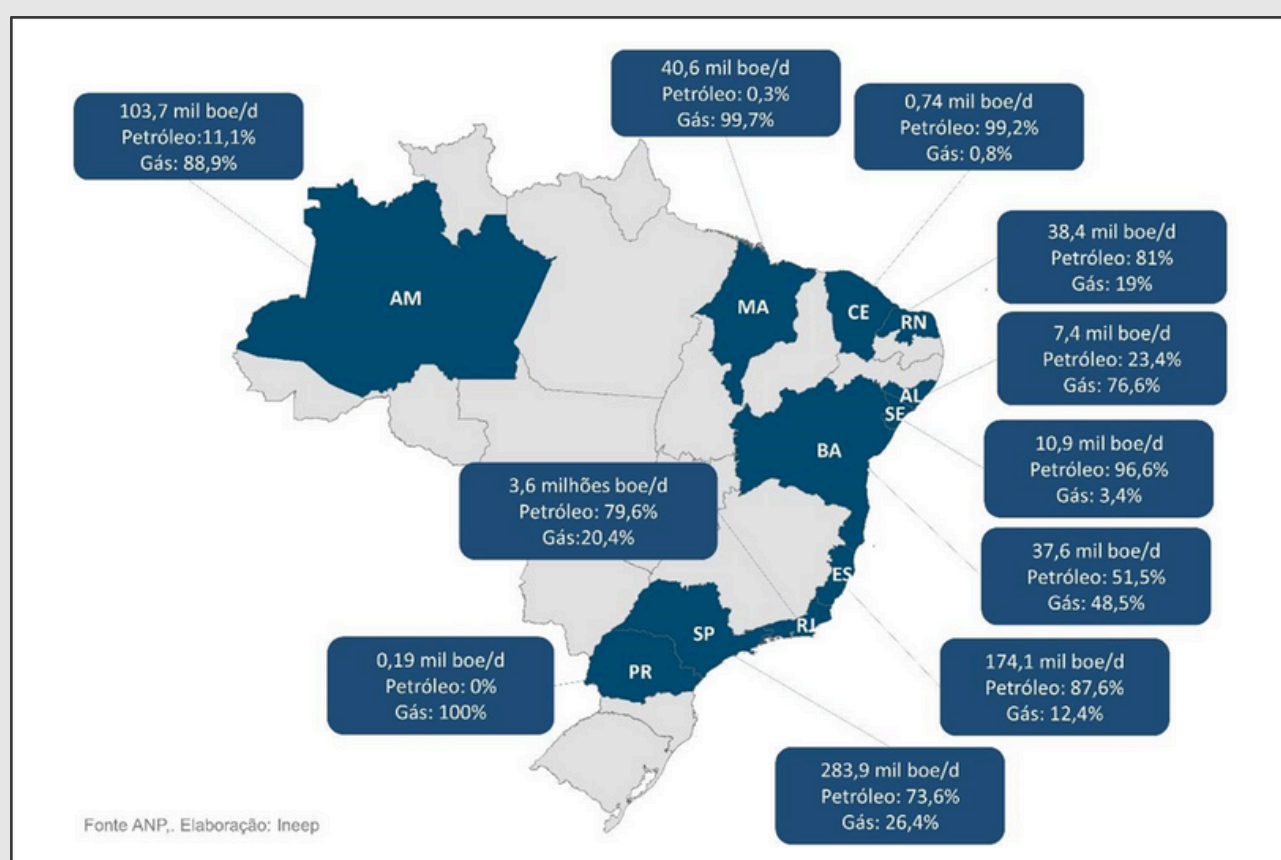 40,6 mil boe/d
Petróleo: 0,3%
Gás: 99,7%
103,7 mil boe/d
Petróleo:11,1%
Gás: 88,9%
0,74 mil boe/d
Petróleo: 99,2%
Gás: 0,8%
38,4 mil boe/d
Petróleo: 81%
Gás: 19%
AM
MA
CE
RN
7,4 mil boe/d
Petróleo: 23,4%
Gás: 76,6%
AL
SE
BA
10,9 mil boe/d
Petróleo: 96,6%
Gás: 3,4%
3,6 milhões boe/d
Petróleo: 79,6%
Gás:20,4%
37,6 mil boe/d
Petróleo: 51,5%
Gás: 48,5%
ES
RJ
SP
PR
0,19 mil boe/d
Petróleo: 0%
Gás: 100%
174,1 mil boe/d
Petróleo: 87,6%
Gás: 12,4%
283,9 mil boe/d
Petróleo: 73,6%
Gás: 26,4%
Fonte ANP,. Elaboração: Ineep